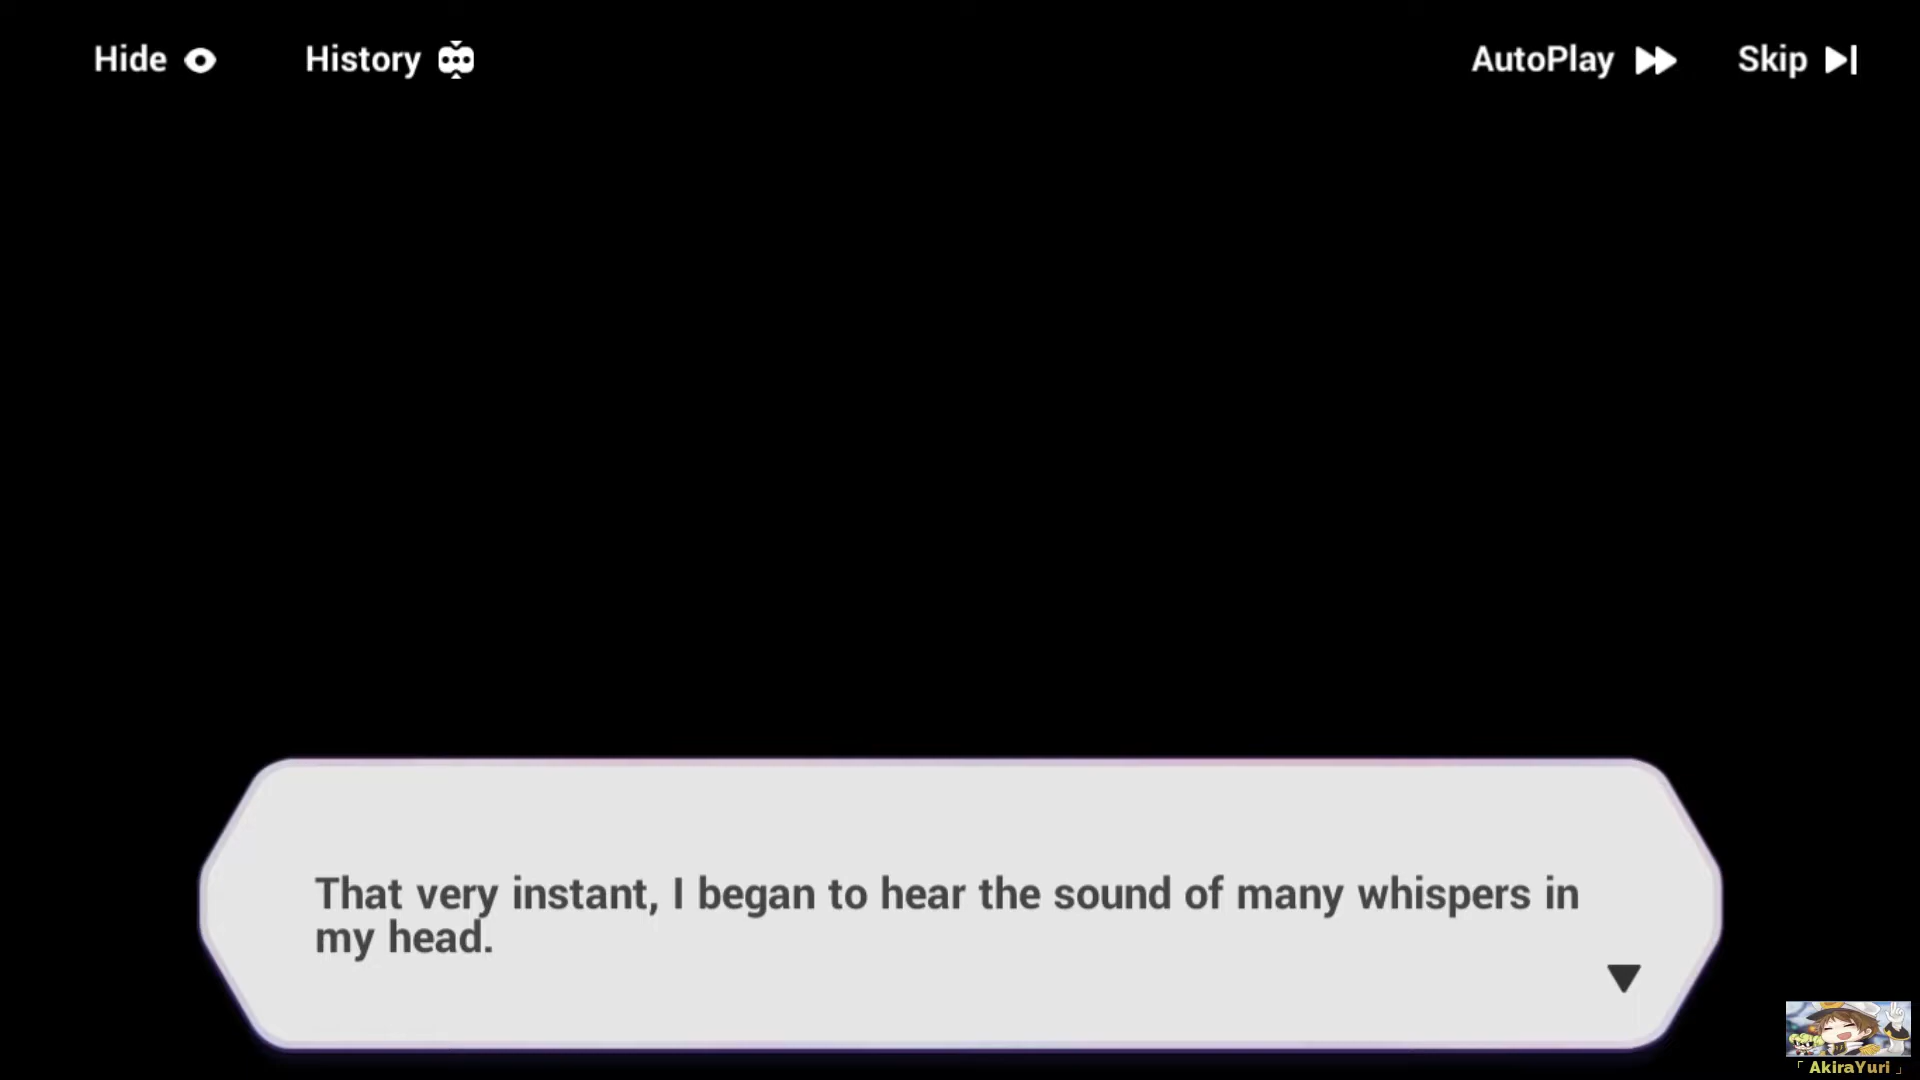 Hide
History
AutoPlay
Skip
That very instant, I began to hear the sound of many whispers in
my head.
「 AkiraYuri 」